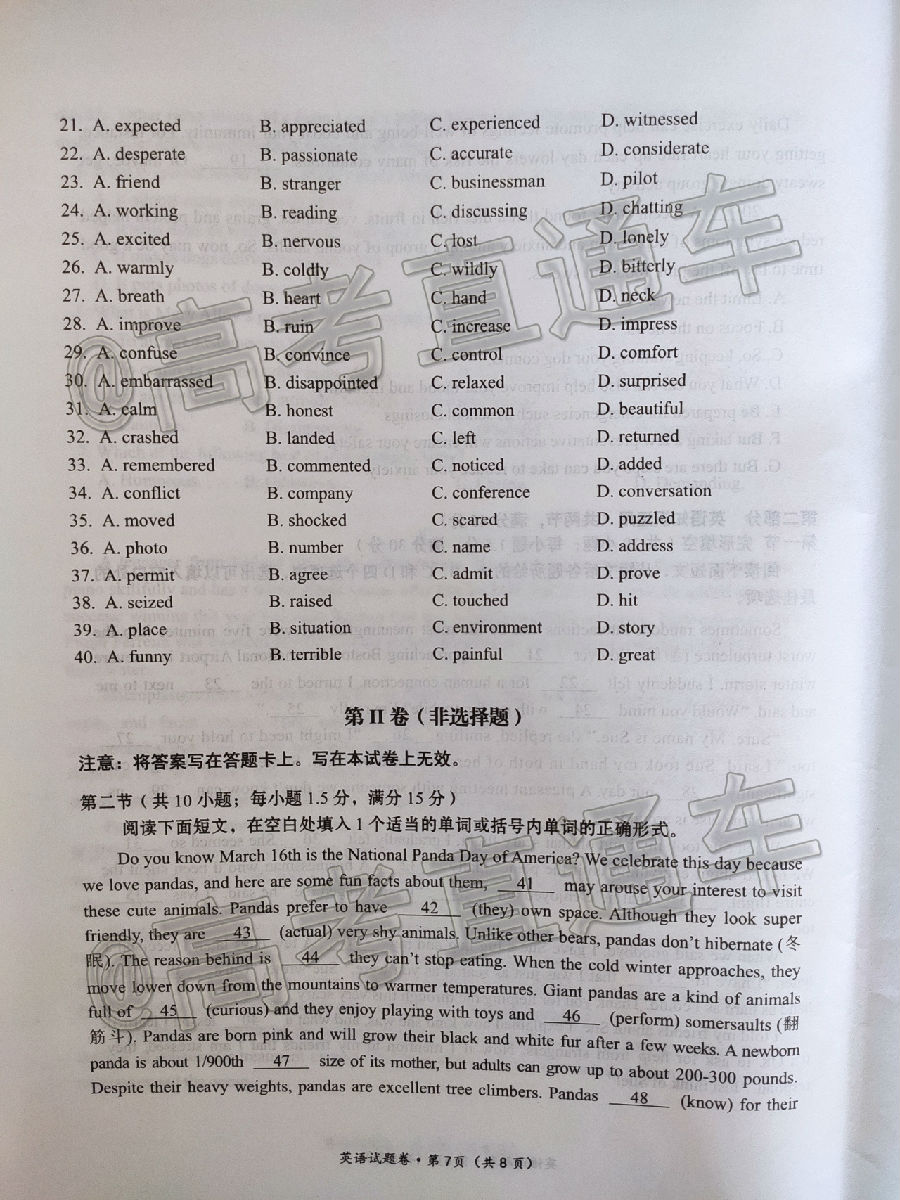 21. A. expected B. appreciated C. experienced D. witnessed
22. A. desperate B. passionate C. accurate D. considerate
23. A. friend B. stranger C. businessman D. pilot
24. A. working B. reading C. discussing D. chatting
25. A. excited B. nervous C. lost D. lonely
26. A. warmly B. coldly C. wildly D. bitterly
27. A. breath B. heart C. hand D. neck
28. A. improve B. ruin C. increase D. impress
29. A. confuse B. convince C. control D. comfort
30. A. embarrassed B. disappointed C. relaxed D. surprised
31. A. calm B. honest C. common D. beautiful
32. A. crashed B. landed C. left D. returned
33. A. remembered B. commented C. noticed D. added
34. A. conflict B. company C. conference D. conversation
35. A. moved B. shocked C. scared D. puzzled
36. A. photo B. number C. name D. address
37. A. permit B. agree C. admit D. prove
38. A. seized B. raised C. touched D. hit
39. A. place B. situation C. environment D. story
40. A. funny B. terrible C. painful D. great
@高考直通车
第 II 卷（非选择题）
注意：将答案写在答题卡上。写在本试卷上无效。
第二节（共 10 小题；每小题 1.5 分，满分 15 分）
阅读下面短文，在空白处填入 1 个适当的单词或括号内单词的正确形式。
Do you know March 16th is the National Panda Day of America? We celebrate this day because
we love pandas, and here are some fun facts about them, 41 may arouse your interest to visit
these cute animals. Pandas prefer to have 42 (they) own space. Although they look super
friendly, they are 43 (actual) very shy animals. Unlike other bears, pandas don't hibernate (冬
眠). The reason behind is 44 they can't stop eating. When the cold winter approaches, they
move lower down from the mountains to warmer temperatures. Giant pandas are a kind of animals
full of 45 (curious) and they enjoy playing with toys and 46 (perform) somersaults (翻
筋斗). Pandas are born pink and will grow their black and white fur after a few weeks. A newborn
panda is about 1/900th 47 size of its mother, but adults can grow up to about 200-300 pounds.
Despite their heavy weights, pandas are excellent tree climbers. Pandas 48 (know) for their
@高考直通车
英语试题卷·第 7 页（共 8 页）